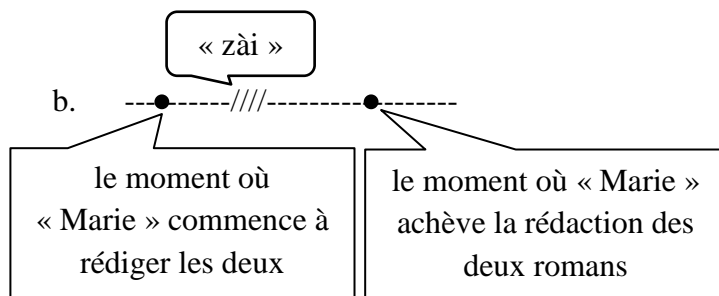 « zài »
b.
le moment où
« Marie » commence à
rédiger les deux
le moment où « Marie »
achève la rédaction des
deux romans